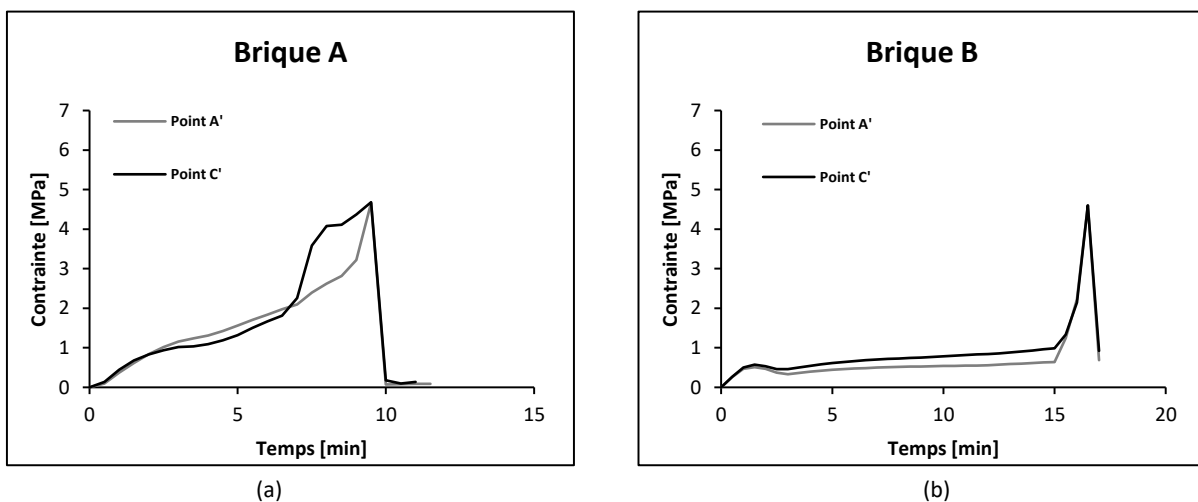 Brique A
Contrainte [MPa]
7
6
5
4
3
2
1
0
Point A'
Point C'
0 5 10 15
Temps [min]
(a)
Brique B
Contrainte [MPa]
7
6
5
4
3
2
1
0
Point A'
Point C'
0 5 10 15 20
Temps [min]
(b)